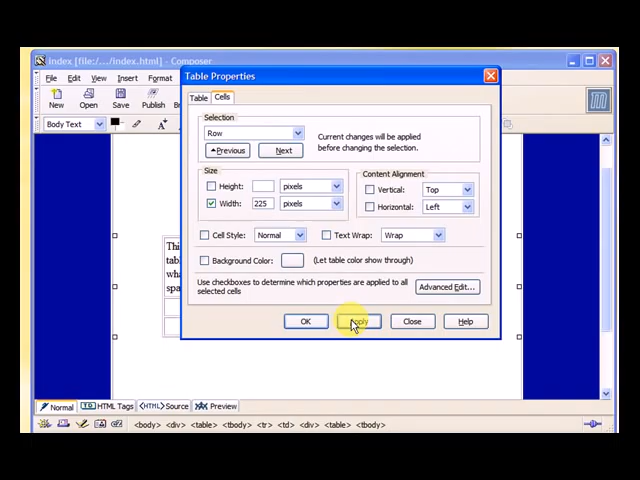 index [file:/.../index.html] - Composer
File Edit View Insert Format
Table Properties
New Open Save Publish
Table Cells
Body Text
Selection
Row
Current changes will be applied
before changing the selection.
Previous Next
Size
Height: pixels
Width: 225 pixels
Content Alignment
Vertical: Top
Horizontal: Left
Cell Style: Normal Text Wrap: Wrap
Background Color: (Let table color show through)
Use checkboxes to determine which properties are applied to all
selected cells
Advanced Edit...
OK Apply Close Help
Normal HTML Tags <HTML> Source Preview
<body> <div> <table> <tbody> <tr> <td> <div> <table> <tbody>